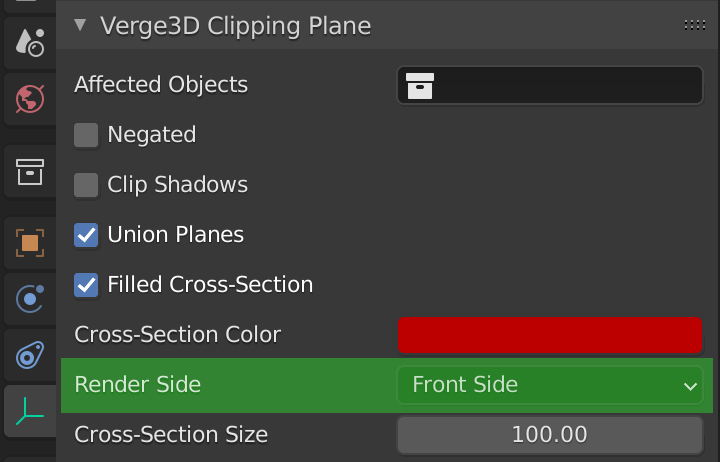 Verge3D Clipping Plane
Affected Objects
Negated
Clip Shadows
Union Planes
Filled Cross-Section
Cross-Section Color
Render Side Front Side
Cross-Section Size 100.00